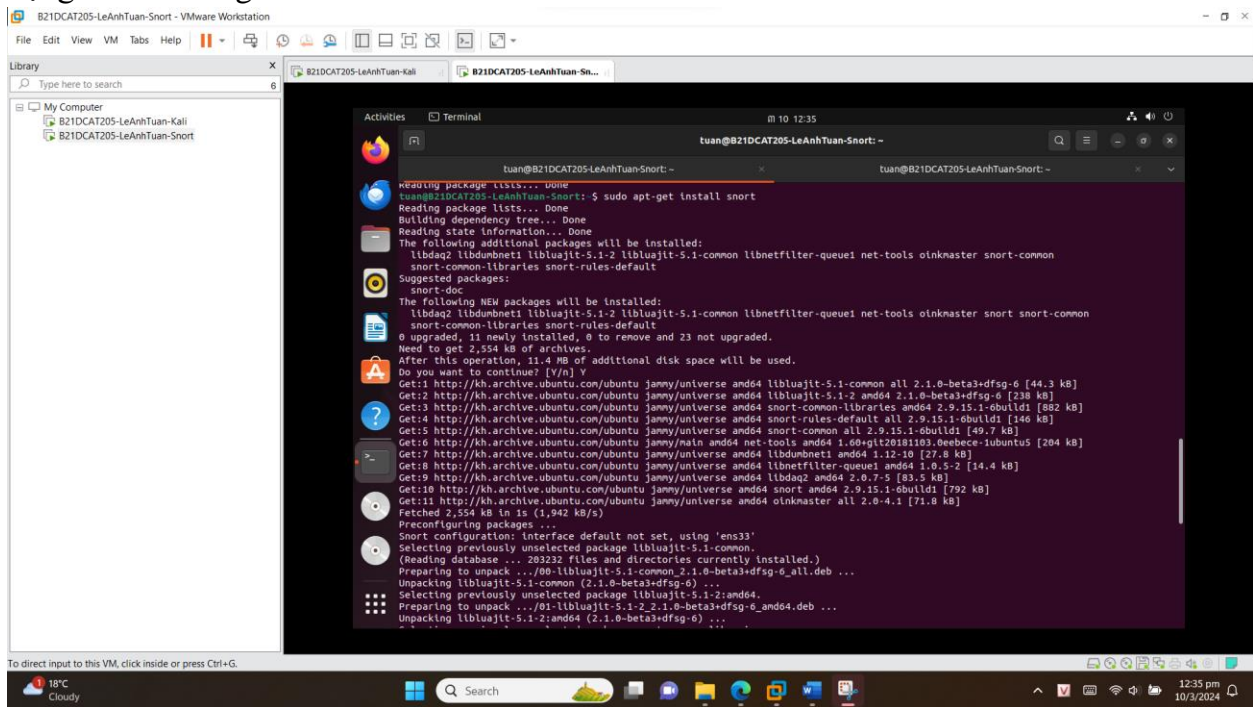 B21DCAT205-LeAnhTuan-Snort - VMware Workstation
File Edit View VM Tabs Help
Library
Type here to search
My Computer
B21DCAT205-LeAnhTuan-Kali
B21DCAT205-LeAnhTuan-Snort
B21DCAT205-LeAnhTuan-Kali
B21DCAT205-LeAnhTuan-Sn...
Activities Terminal
10 12:35
tuan@B21DCAT205-LeAnhTuan-Snort: ~
tuan@B21DCAT205-LeAnhTuan-Snort: ~
tuan@B21DCAT205-LeAnhTuan-Snort: ~
Reading package lists... Done
tuan@B21DCAT205-LeAnhTuan-Snort:~$ sudo apt-get install snort
Reading package lists... Done
Building dependency tree... Done
Reading state information... Done
The following additional packages will be installed:
libdaq2 libdumbnet1 libluajit-5.1-2 libluajit-5.1-common libnetfilter-queue1 net-tools oinkmaster snort-common
snort-common-libraries snort-rules-default
Suggested packages:
snort-doc
The following NEW packages will be installed:
libdaq2 libdumbnet1 libluajit-5.1-2 libluajit-5.1-common libnetfilter-queue1 net-tools oinkmaster snort snort-common
snort-common-libraries snort-rules-default
0 upgraded, 11 newly installed, 0 to remove and 23 not upgraded.
Need to get 2,554 kB of archives.
After this operation, 11.4 MB of additional disk space will be used.
Do you want to continue? [Y/n] Y
Get:1 http://kh.archive.ubuntu.com/ubuntu jammy/universe amd64 libluajit-5.1-common all 2.1.0~beta3+dfsg-6 [44.3 kB]
Get:2 http://kh.archive.ubuntu.com/ubuntu jammy/universe amd64 libluajit-5.1-2 amd64 2.1.0~beta3+dfsg-6 [238 kB]
Get:3 http://kh.archive.ubuntu.com/ubuntu jammy/universe amd64 snort-common-libraries amd64 2.9.15.1-6build1 [882 kB]
Get:4 http://kh.archive.ubuntu.com/ubuntu jammy/universe amd64 snort-rules-default all 2.9.15.1-6build1 [146 kB]
Get:5 http://kh.archive.ubuntu.com/ubuntu jammy/universe amd64 snort-common all 2.9.15.1-6build1 [49.7 kB]
Get:6 http://kh.archive.ubuntu.com/ubuntu jammy/main amd64 net-tools amd64 1.60+git20181103.0eebece-1ubuntu5 [204 kB]
Get:7 http://kh.archive.ubuntu.com/ubuntu jammy/universe amd64 libdumbnet1 amd64 1.12-10 [27.8 kB]
Get:8 http://kh.archive.ubuntu.com/ubuntu jammy/universe amd64 libnetfilter-queue1 amd64 1.0.5-2 [14.4 kB]
Get:9 http://kh.archive.ubuntu.com/ubuntu jammy/universe amd64 libdaq2 amd64 2.0.7-5 [83.5 kB]
Get:10 http://kh.archive.ubuntu.com/ubuntu jammy/universe amd64 snort amd64 2.9.15.1-6build1 [792 kB]
Get:11 http://kh.archive.ubuntu.com/ubuntu jammy/universe amd64 oinkmaster all 2.0-4.1 [71.8 kB]
Fetched 2,554 kB in 1s (1,942 kB/s)
Preconfiguring packages ...
Snort configuration: interface default not set, using 'ens33'
Selecting previously unselected package libluajit-5.1-common.
(Reading database ... 203232 files and directories currently installed.)
Preparing to unpack .../00-libluajit-5.1-common_2.1.0~beta3+dfsg-6_all.deb ...
Unpacking libluajit-5.1-common (2.1.0~beta3+dfsg-6) ...
Selecting previously unselected package libluajit-5.1-2:amd64.
Preparing to unpack .../01-libluajit-5.1-2_2.1.0~beta3+dfsg-6_amd64.deb ...
Unpacking libluajit-5.1-2:amd64 (2.1.0~beta3+dfsg-6) ...
To direct input to this VM, click inside or press Ctrl+G.
1
18°C
Cloudy
Search
12:35 pm
10/3/2024